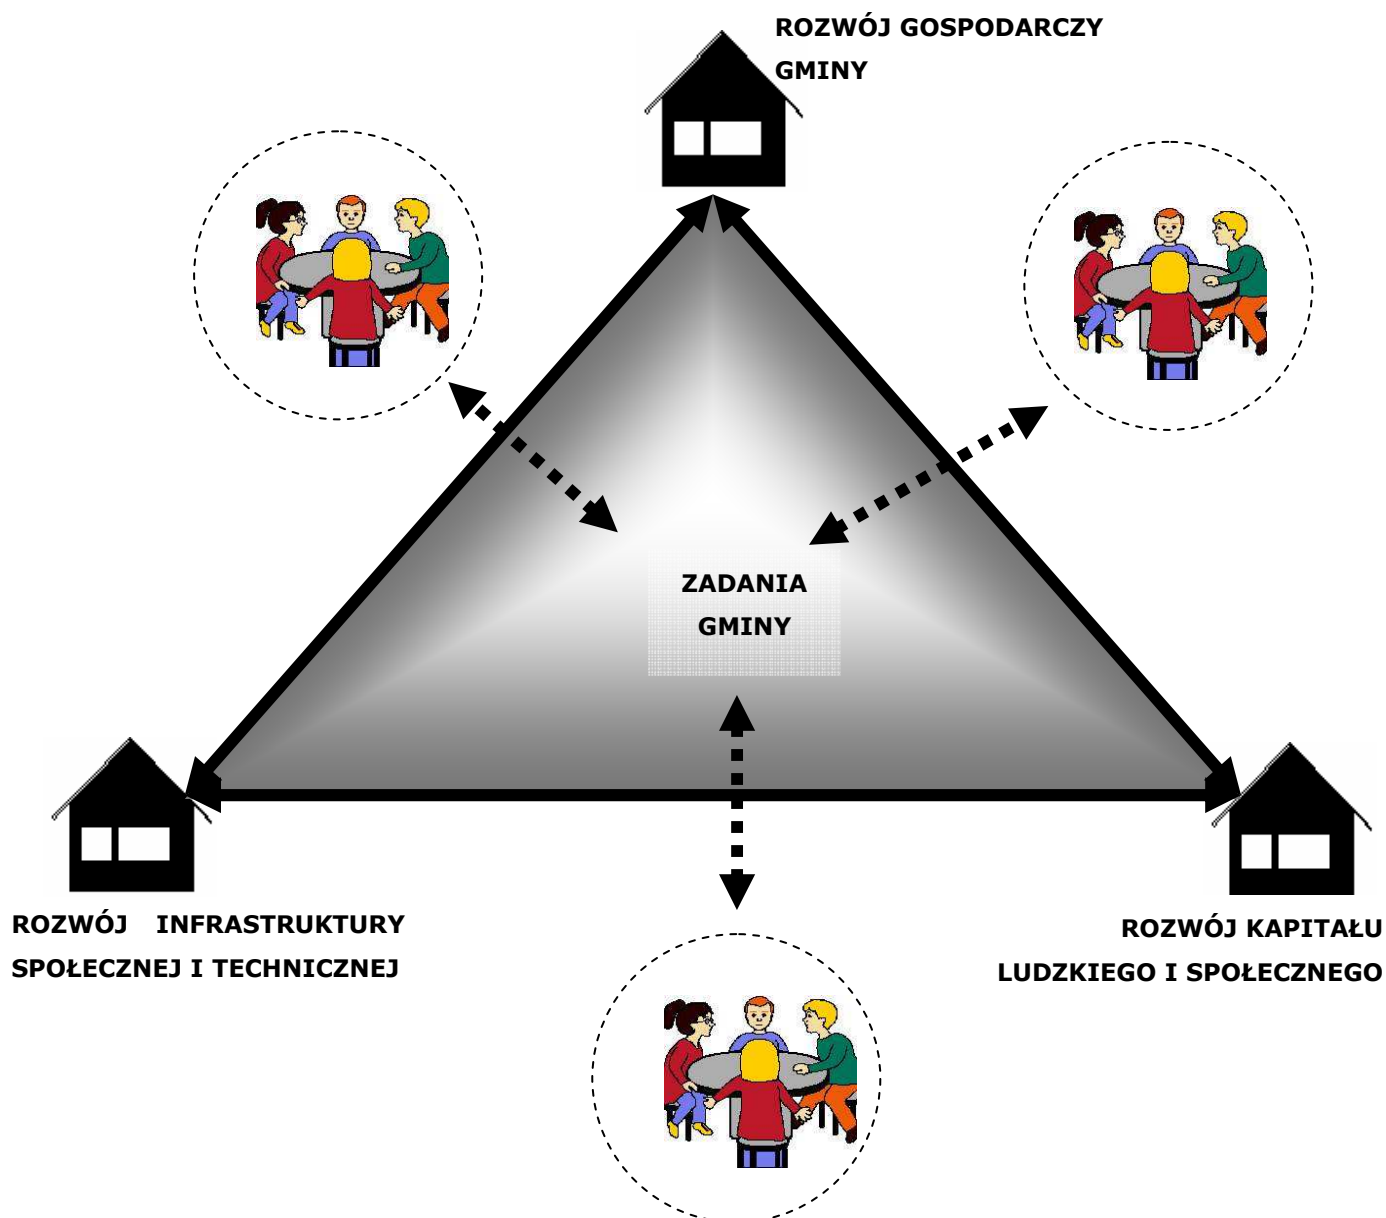 ROZWÓJ GOSPODARCZY
GMINY
ZADANIA
GMINY
ROZWÓJ INFRASTRUKTURY
SPOŁECZNEJ I TECHNICZNEJ
ROZWÓJ KAPITAŁU
LUDZKIEGO I SPOŁECZNEGO